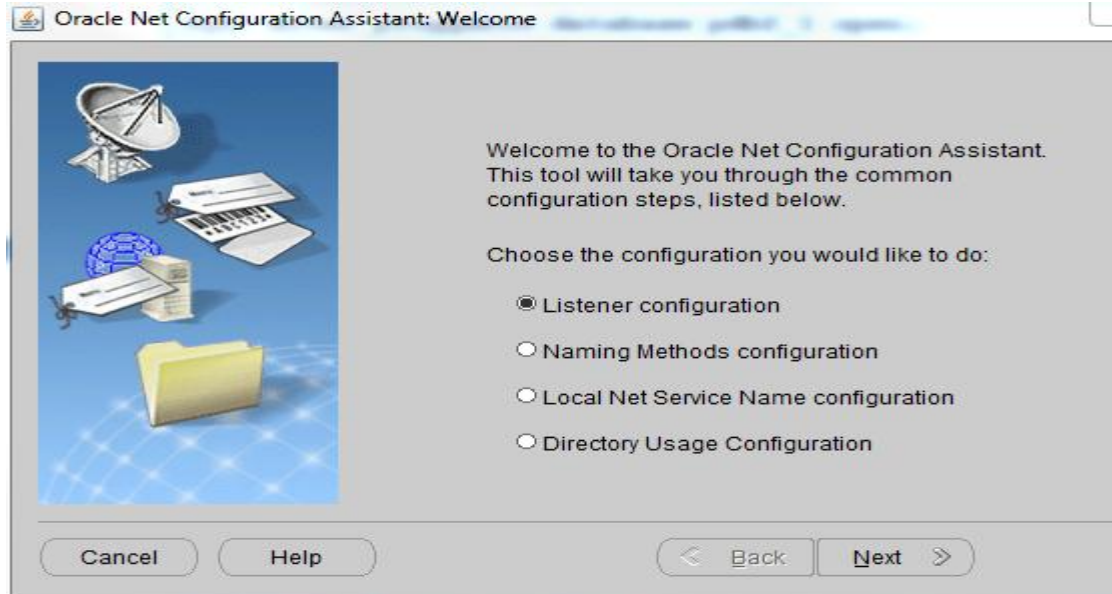 Oracle Net Configuration Assistant: Welcome
Welcome to the Oracle Net Configuration Assistant.
This tool will take you through the common
configuration steps, listed below.
Choose the configuration you would like to do:
Listener configuration
Naming Methods configuration
Local Net Service Name configuration
Directory Usage Configuration
Cancel
Help
Back
Next